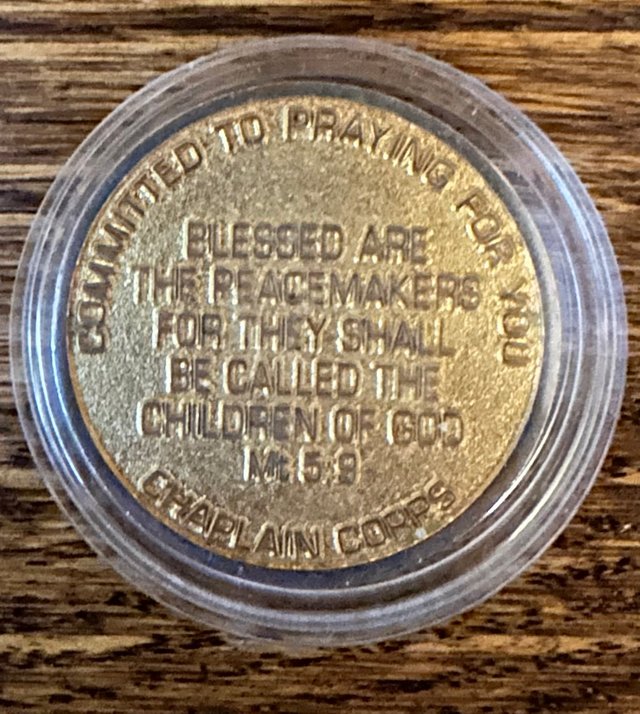 COMMITTED TO PRAYING FOR YOU
BLESSED ARE
THE PEACEMAKERS
FOR THEY SHALL
BE CALLED THE
CHILDREN OF GOD
Mt 5:9
CHAPLAIN CORPS